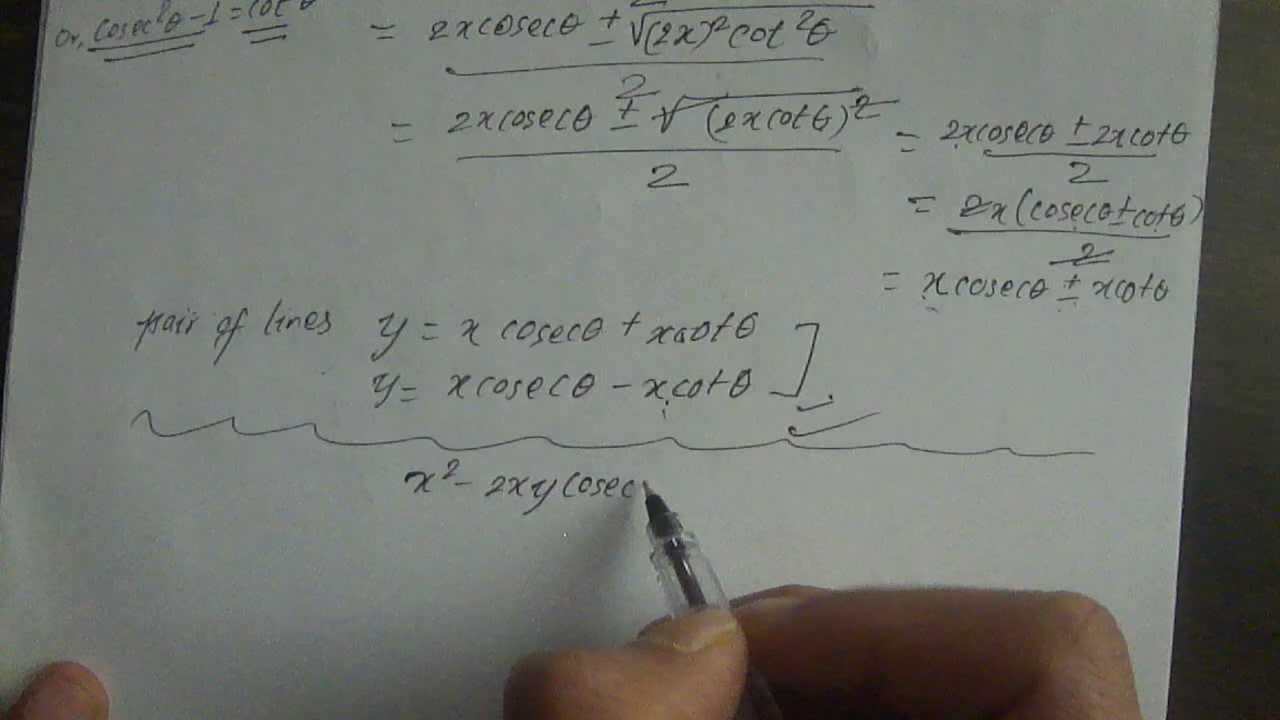 Or, cosec²θ - 1 = cot²θ
= 2x cosecθ ± √(2x)² cot²θ / 2
= 2x cosecθ ± √(2x cotθ)² / 2
= 2x cosecθ ± 2x cotθ / 2
= 2x (cosecθ ± cotθ) / 2
= x cosecθ ± x cotθ
pair of lines y = x cosecθ + x cotθ
y = x cosecθ - x cotθ
x² - 2xy cosec